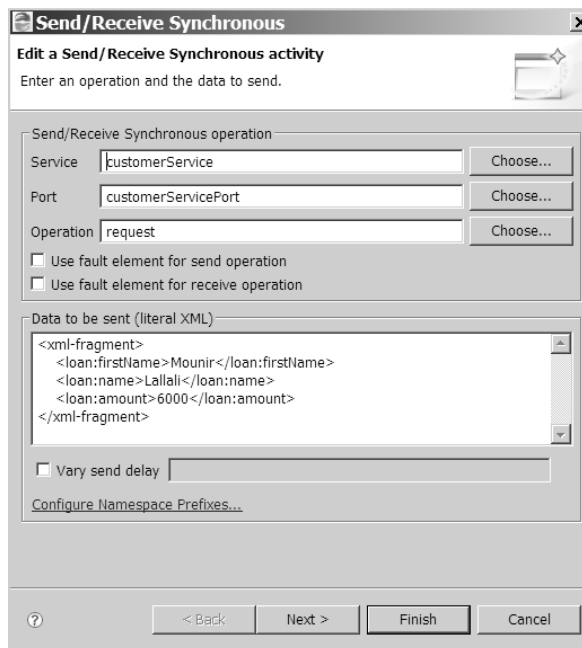 Send/Receive Synchronous
Edit a Send/Receive Synchronous activity
Enter an operation and the data to send.
Send/Receive Synchronous operation
Service customerService Choose...
Port customerServicePort Choose...
Operation request Choose...
Use fault element for send operation
Use fault element for receive operation
Data to be sent (literal XML)
<xml-fragment>
<loan:firstName>Mounir</loan:firstName>
<loan:name>Lallali</loan:name>
<loan:amount>6000</loan:amount>
</xml-fragment>
Vary send delay
Configure Namespace Prefixes...
? < Back Next > Finish Cancel